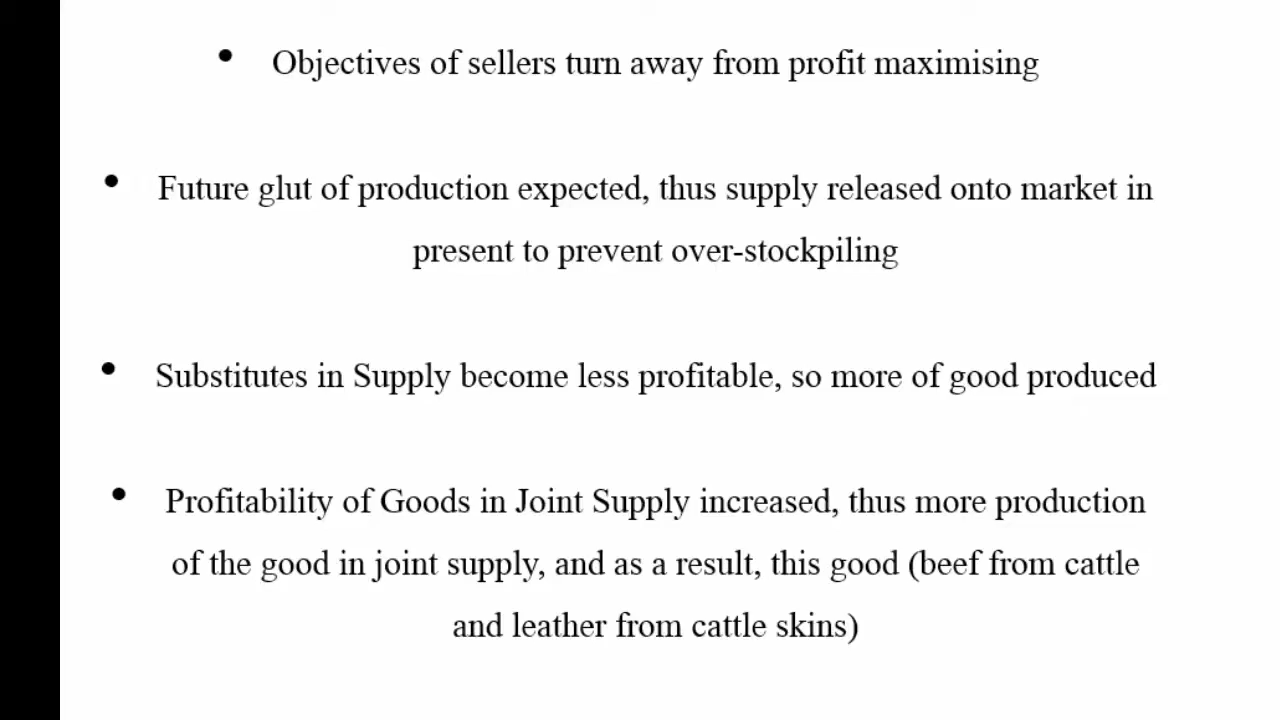 • Objectives of sellers turn away from profit maximising
• Future glut of production expected, thus supply released onto market in
present to prevent over-stockpiling
• Substitutes in Supply become less profitable, so more of good produced
• Profitability of Goods in Joint Supply increased, thus more production
of the good in joint supply, and as a result, this good (beef from cattle
and leather from cattle skins)